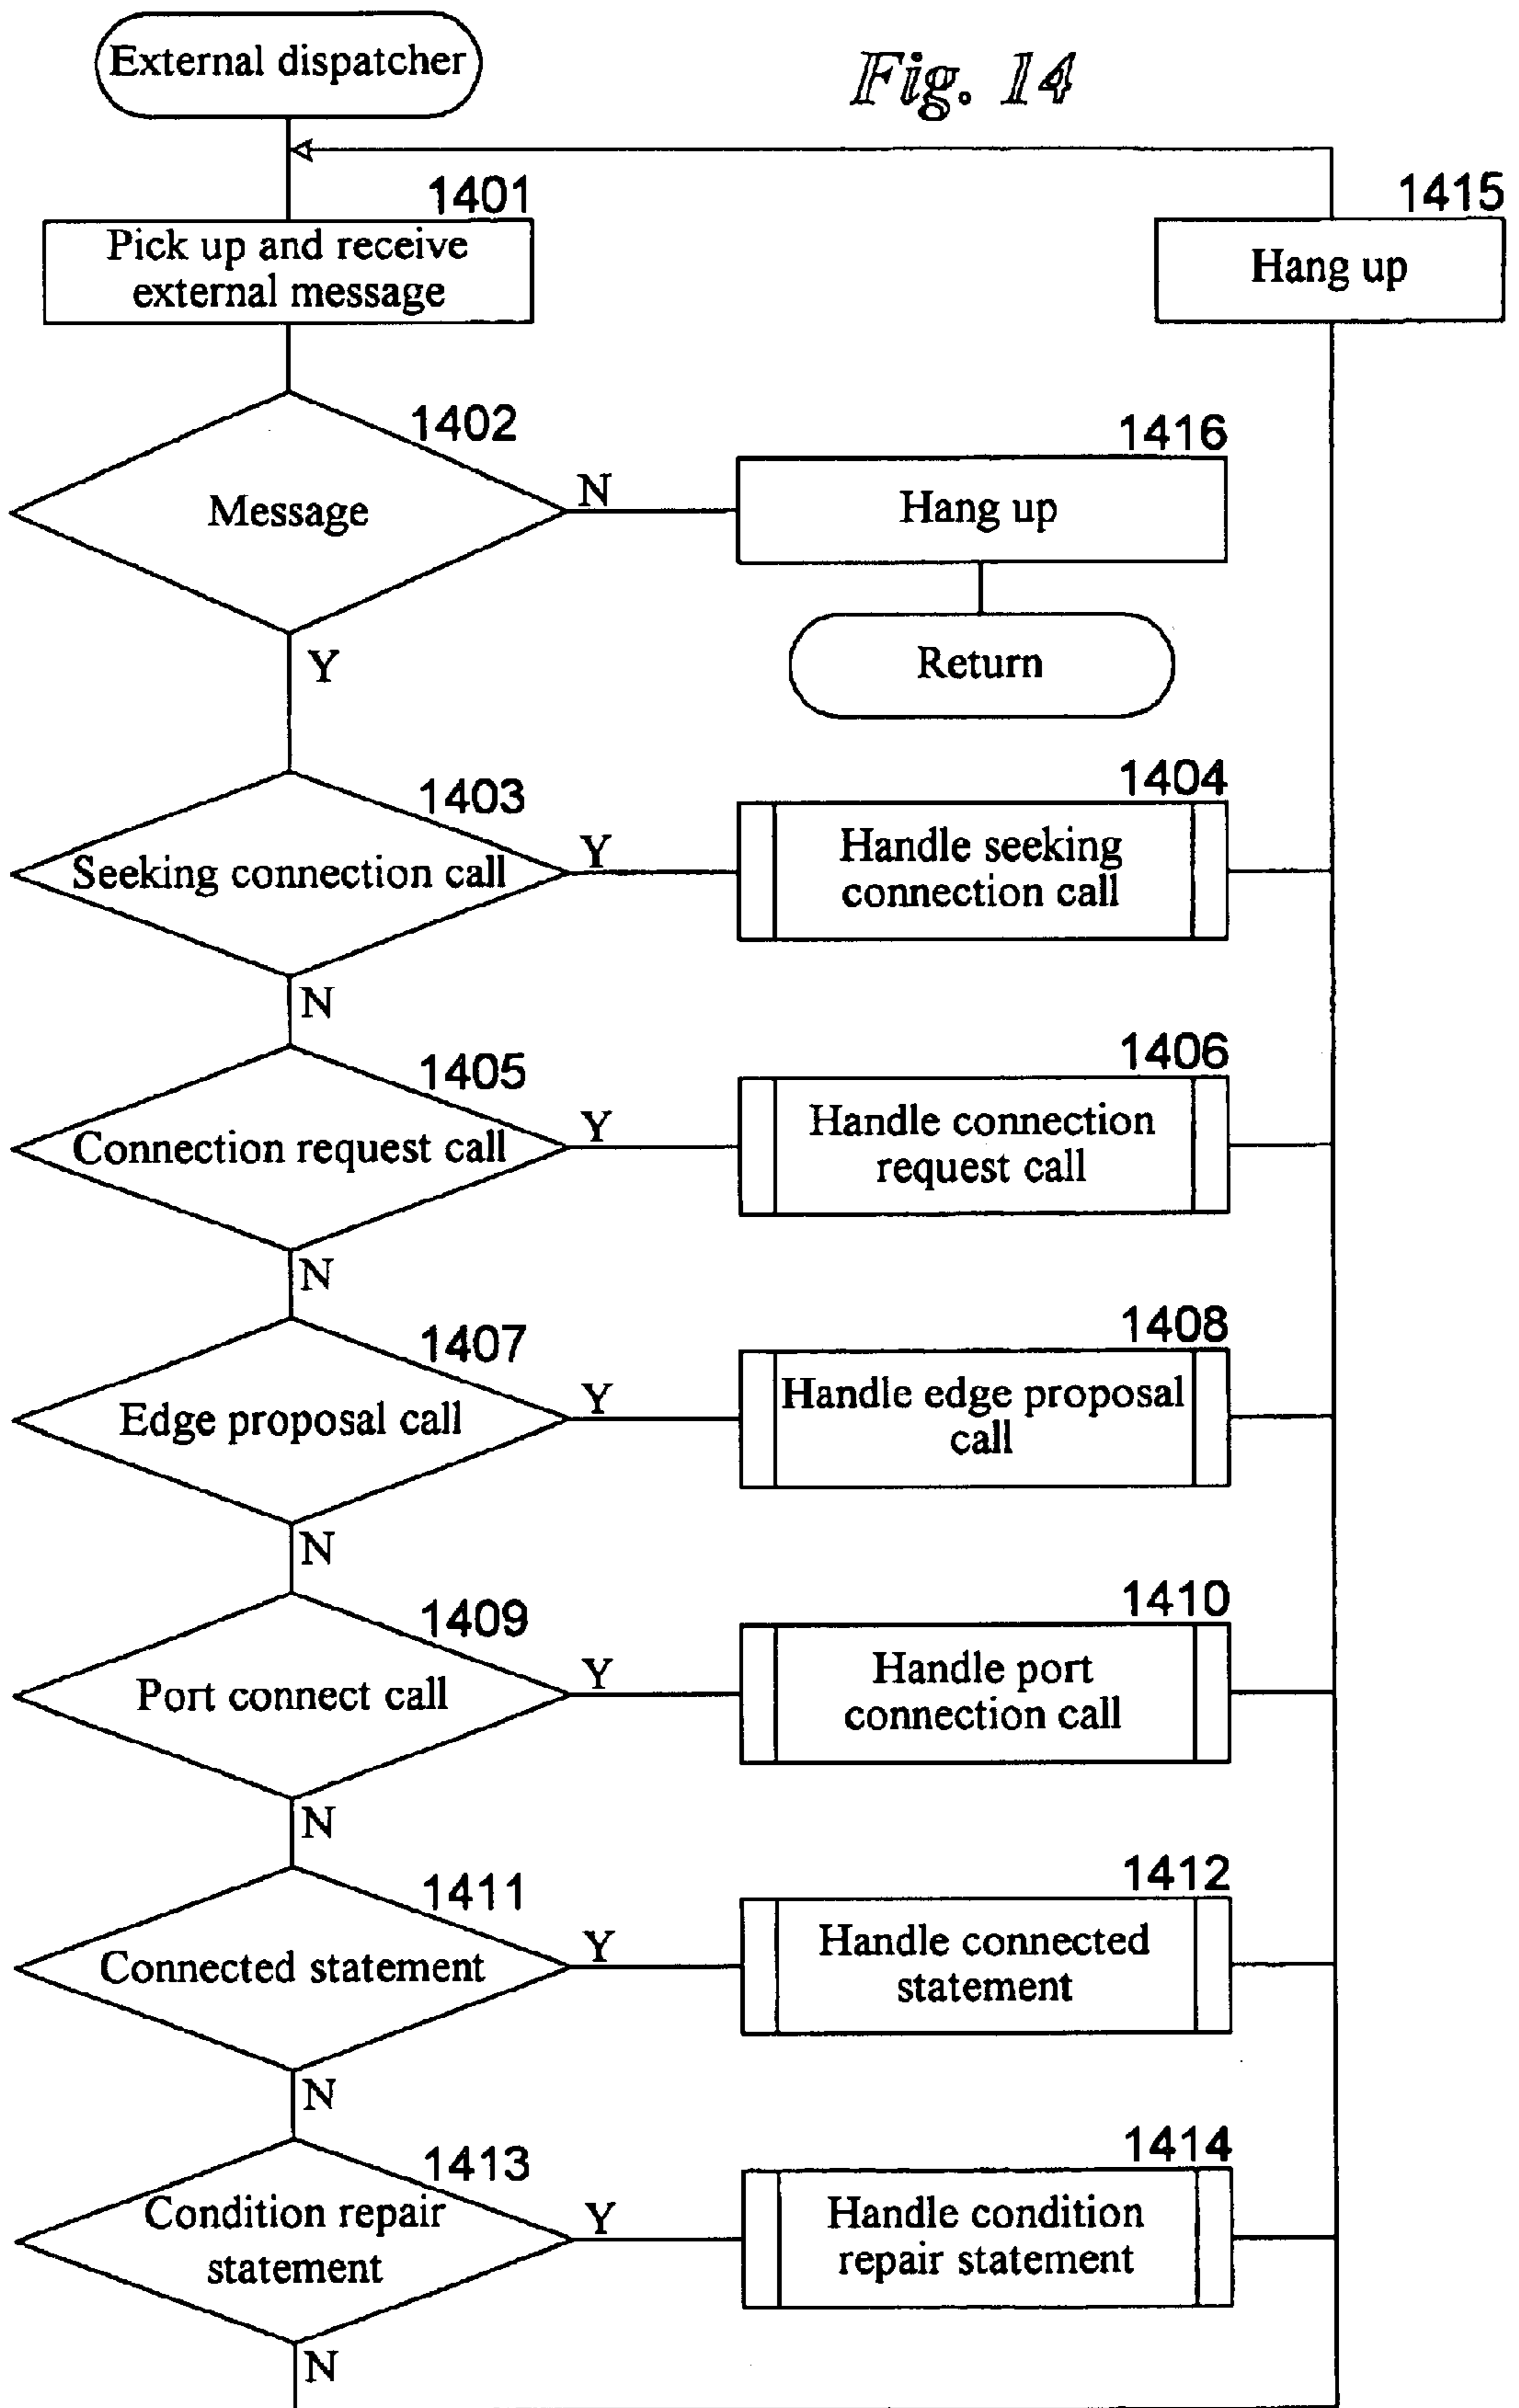 External dispatcher
Fig. 14
1401
Pick up and receive
external message
1415
Hang up
1402
Message
N
1416
Hang up
Y
Return
1403
Seeking connection call
Y
1404
Handle seeking
connection call
N
1405
Connection request call
Y
1406
Handle connection
request call
N
1407
Edge proposal call
Y
1408
Handle edge proposal
call
N
1409
Port connect call
Y
1410
Handle port
connection call
N
1411
Connected statement
Y
1412
Handle connected
statement
N
1413
Condition repair
statement
Y
1414
Handle condition
repair statement
N